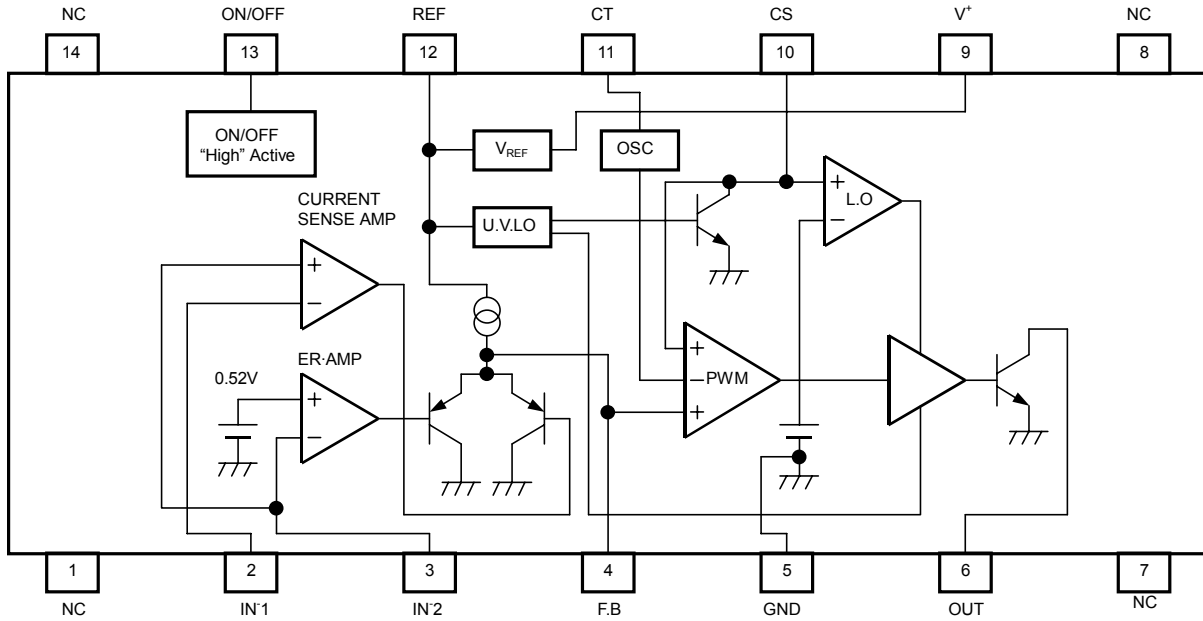 NC ON/OFF REF CT CS V⁺ NC
14 13 12 11 10 9 8
ON/OFF
“High” Active
V_REF
OSC
CURRENT
SENSE AMP
U.V.LO
+
−
L.O
+
−
ER·AMP
0.52V
+
−
+
−
+
PWM
1 2 3 4 5 6 7
NC IN⁻1 IN⁻2 F.B GND OUT NC